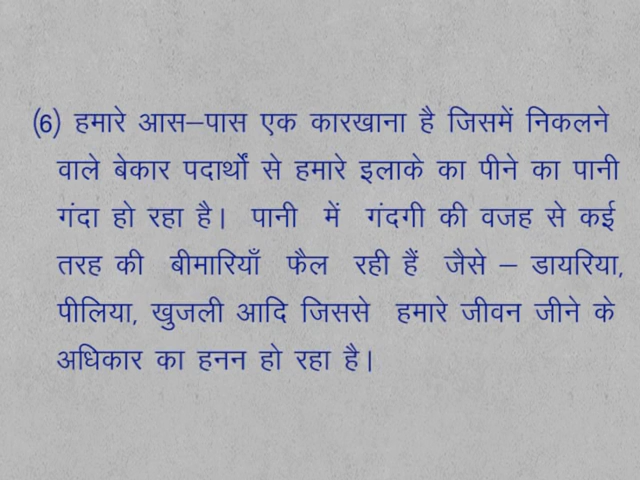 (6) हमारे आस–पास एक कारखाना है जिसमें निकलने
वाले बेकार पदार्थों से हमारे इलाके का पीने का पानी
गंदा हो रहा है। पानी में गंदगी की वजह से कई
तरह की बीमारियाँ फैल रही हैं जैसे – डायरिया,
पीलिया, खुजली आदि जिससे हमारे जीवन जीने के
अधिकार का हनन हो रहा है।